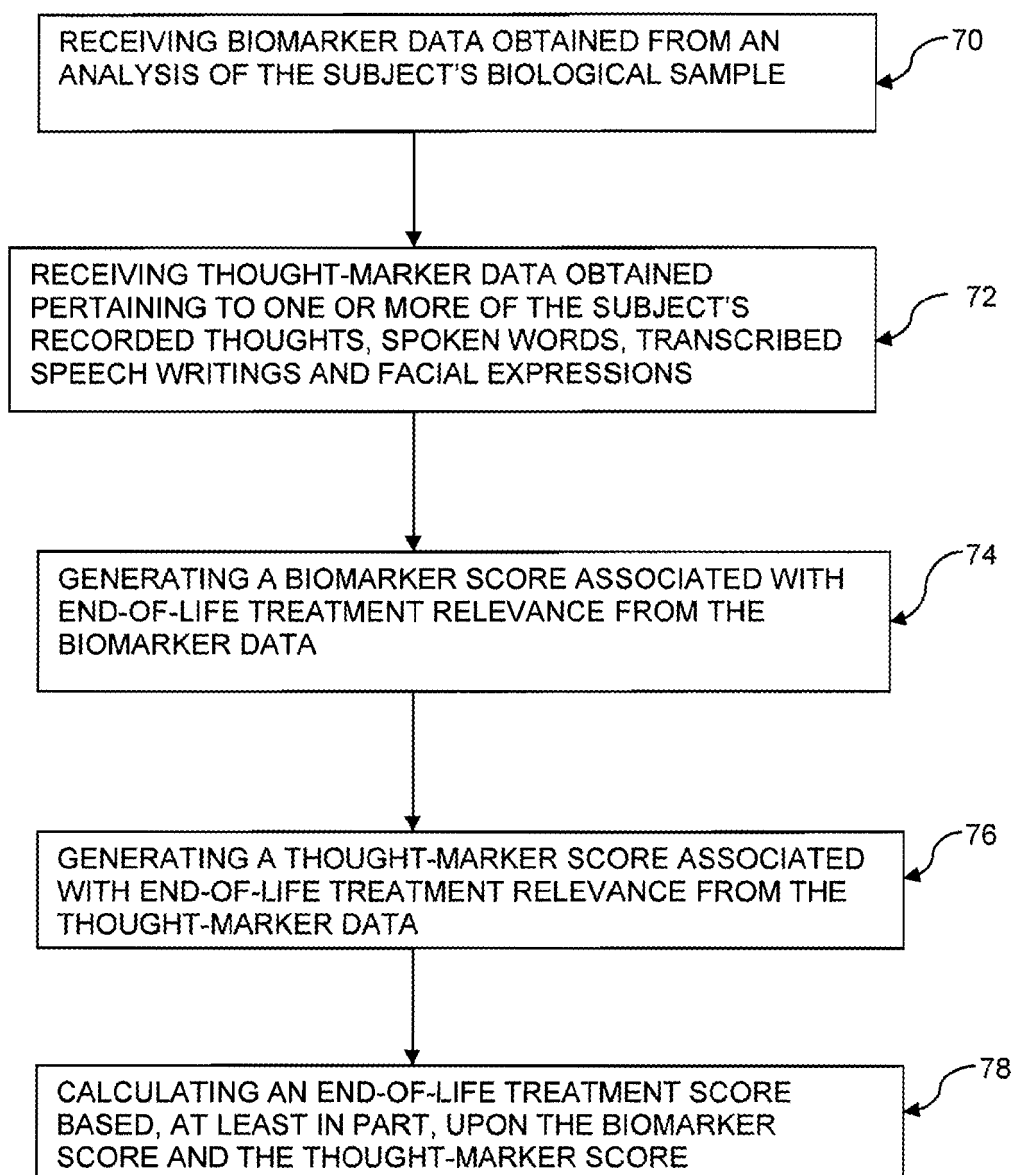 RECEIVING BIOMARKER DATA OBTAINED FROM AN
ANALYSIS OF THE SUBJECT'S BIOLOGICAL SAMPLE
70
RECEIVING THOUGHT-MARKER DATA OBTAINED
PERTAINING TO ONE OR MORE OF THE SUBJECT'S
RECORDED THOUGHTS, SPOKEN WORDS, TRANSCRIBED
SPEECH WRITINGS AND FACIAL EXPRESSIONS
72
GENERATING A BIOMARKER SCORE ASSOCIATED WITH
END-OF-LIFE TREATMENT RELEVANCE FROM THE
BIOMARKER DATA
74
GENERATING A THOUGHT-MARKER SCORE ASSOCIATED
WITH END-OF-LIFE TREATMENT RELEVANCE FROM THE
THOUGHT-MARKER DATA
76
CALCULATING AN END-OF-LIFE TREATMENT SCORE
BASED, AT LEAST IN PART, UPON THE BIOMARKER
SCORE AND THE THOUGHT-MARKER SCORE
78